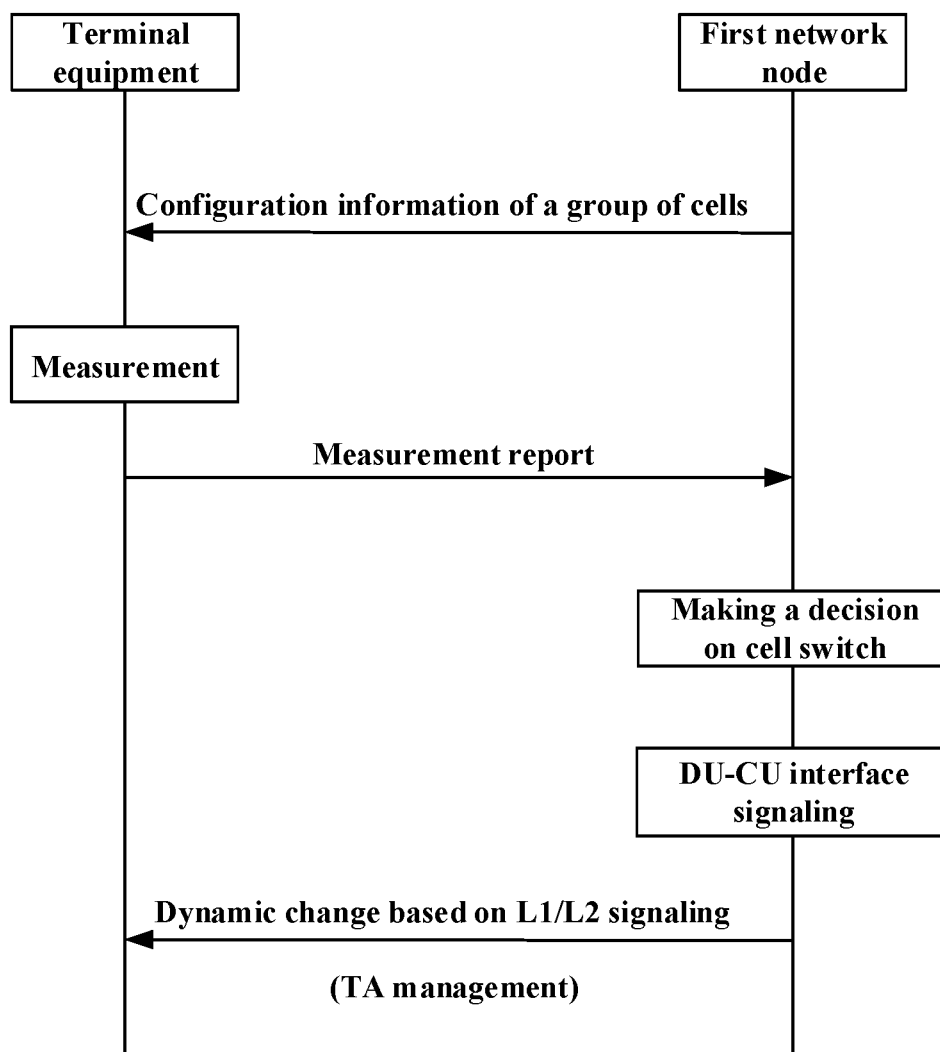 Terminal
equipment
First network
node
Configuration information of a group of cells
Measurement
Measurement report
Making a decision
on cell switch
DU-CU interface
signaling
Dynamic change based on L1/L2 signaling
(TA management)